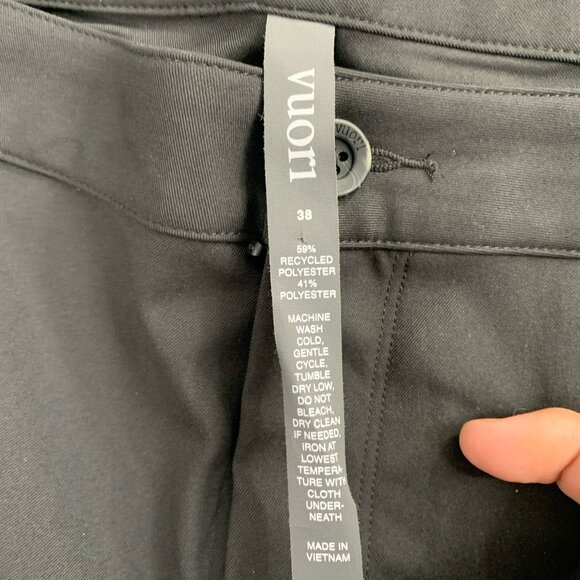 vuori
vuori
38
59%
RECYCLED
POLYESTER
41%
POLYESTER
MACHINE
WASH
COLD,
GENTLE
CYCLE,
TUMBLE
DRY LOW,
DO NOT
BLEACH,
DRY CLEAN
IF NEEDED,
IRON AT
LOWEST
TEMPERA-
TURE WITH
CLOTH
UNDER-
NEATH
MADE IN
VIETNAM